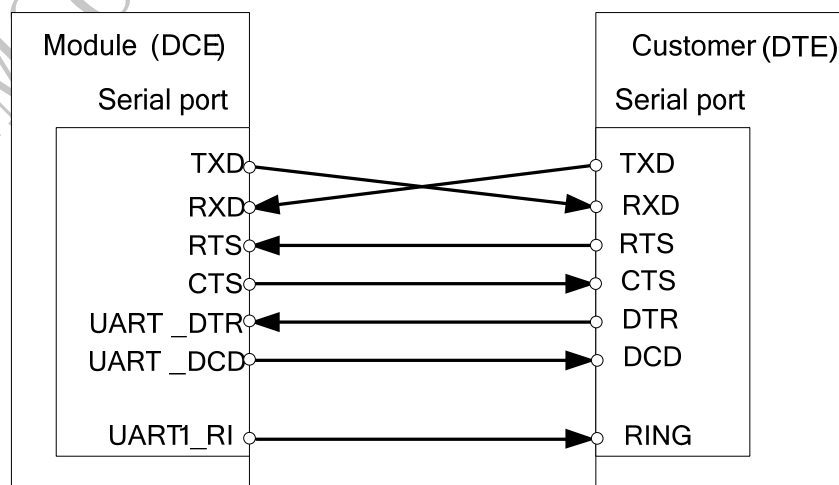 Module (DCE)
Serial port
TXD
RXD
RTS
CTS
UART _DTR
UART _DCD
UART1_RI
Customer (DTE)
Serial port
TXD
RXD
RTS
CTS
DTR
DCD
RING